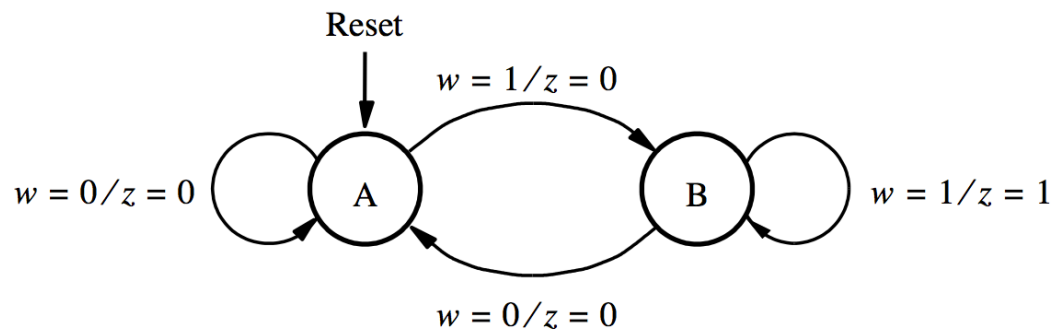 Reset
w = 1/z = 0
w = 0/z = 0
A
B
w = 1/z = 1
w = 0/z = 0